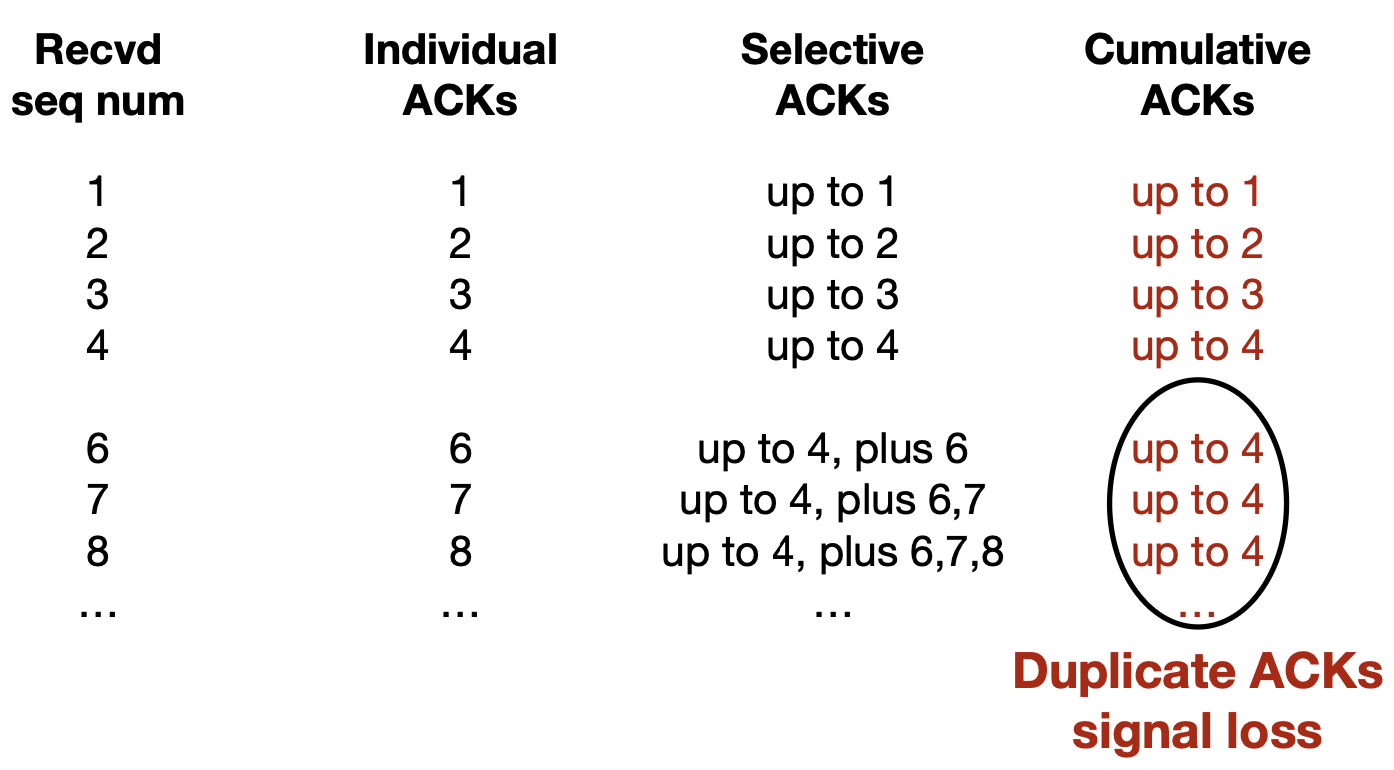 Recvd Individual Selective Cumulative
seq num ACKs ACKs ACKs
1 1 up to 1 up to 1
2 2 up to 2 up to 2
3 3 up to 3 up to 3
4 4 up to 4 up to 4
6 6 up to 4, plus 6 up to 4
7 7 up to 4, plus 6,7 up to 4
8 8 up to 4, plus 6,7,8 up to 4
... ... ... ...
Duplicate ACKs
signal loss